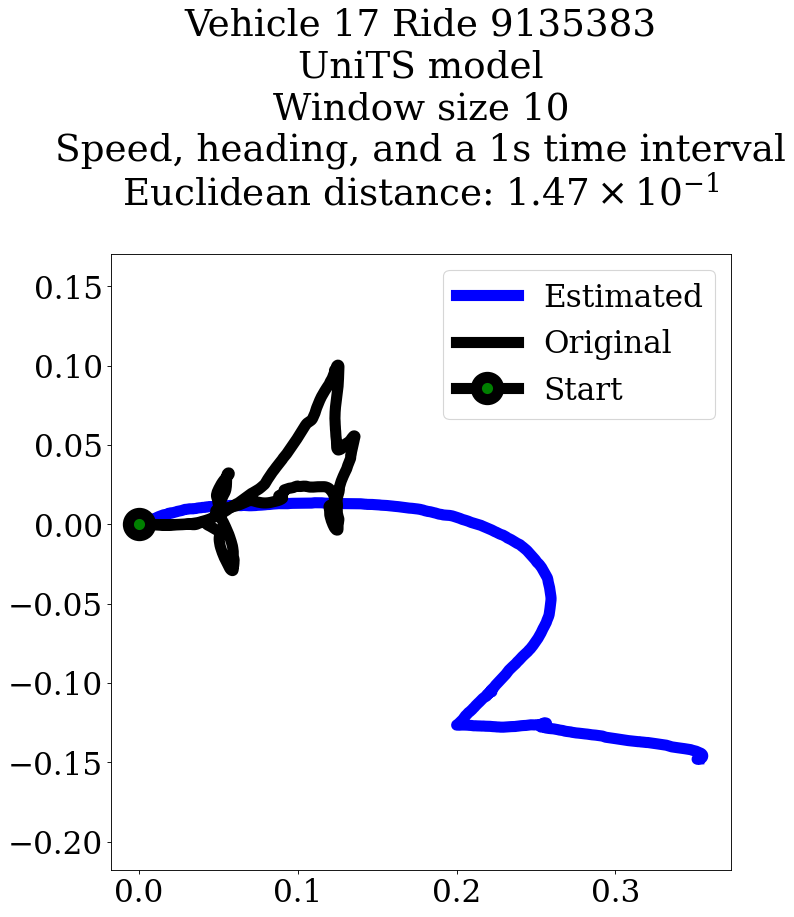 Vehicle 17 Ride 9135383
UniTS model
Window size 10
Speed, heading, and a 1s time interval
Euclidean distance: 1.47 × 10⁻¹
Estimated
Original
Start
0.15
0.10
0.05
0.00
−0.05
−0.10
−0.15
−0.20
0.0 0.1 0.2 0.3